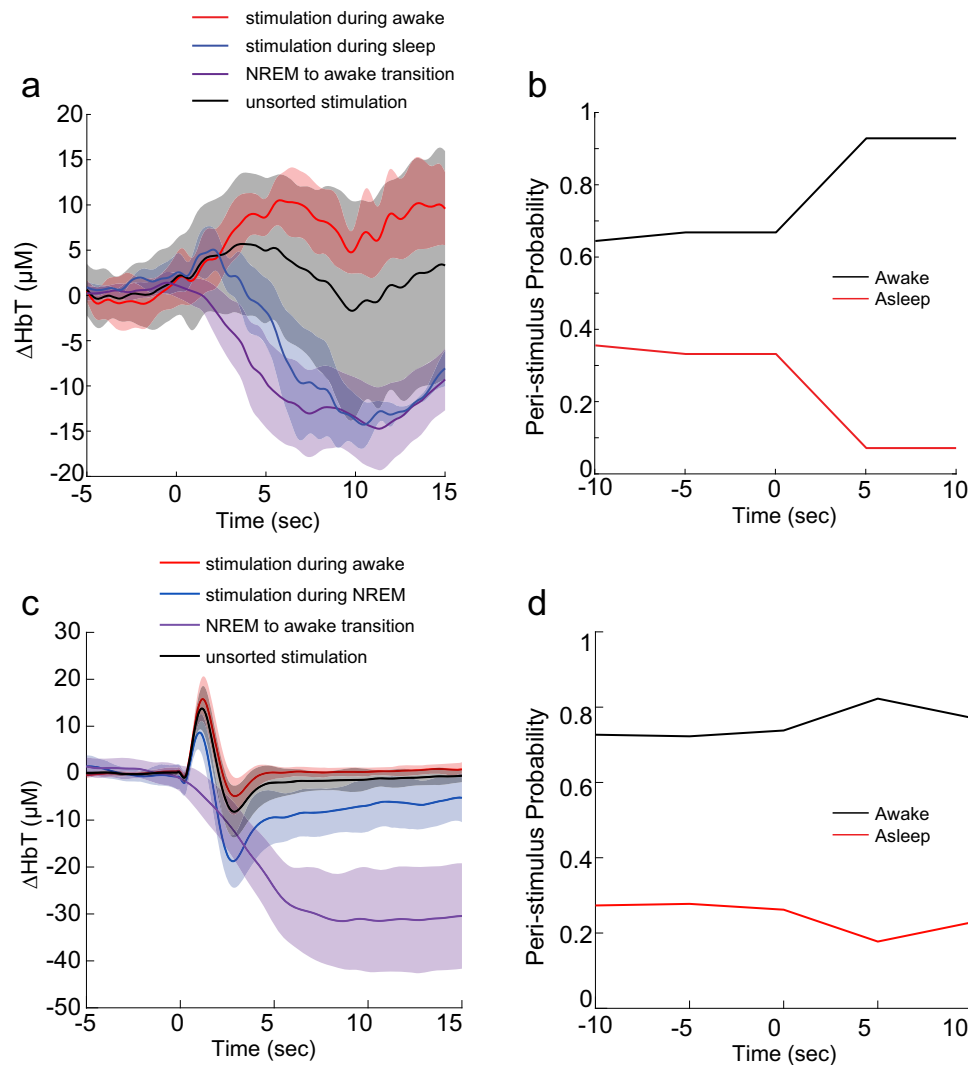 stimulation during awake
stimulation during sleep
NREM to awake transition
unsorted stimulation
a
20
15
10
5
0
-5
-10
-15
-20
-5
0
5
10
15
ΔHbT (µM)
Time (sec)
b
1
0.8
0.6
0.4
0.2
0
-10
-5
0
5
10
Peri-stimulus Probability
Time (sec)
Awake
Asleep
c
stimulation during awake
stimulation during NREM
NREM to awake transition
unsorted stimulation
30
20
10
0
-10
-20
-30
-40
-50
-5
0
5
10
15
ΔHbT (µM)
Time (sec)
d
1
0.8
0.6
0.4
0.2
0
-10
-5
0
5
10
Peri-stimulus Probability
Time (sec)
Awake
Asleep